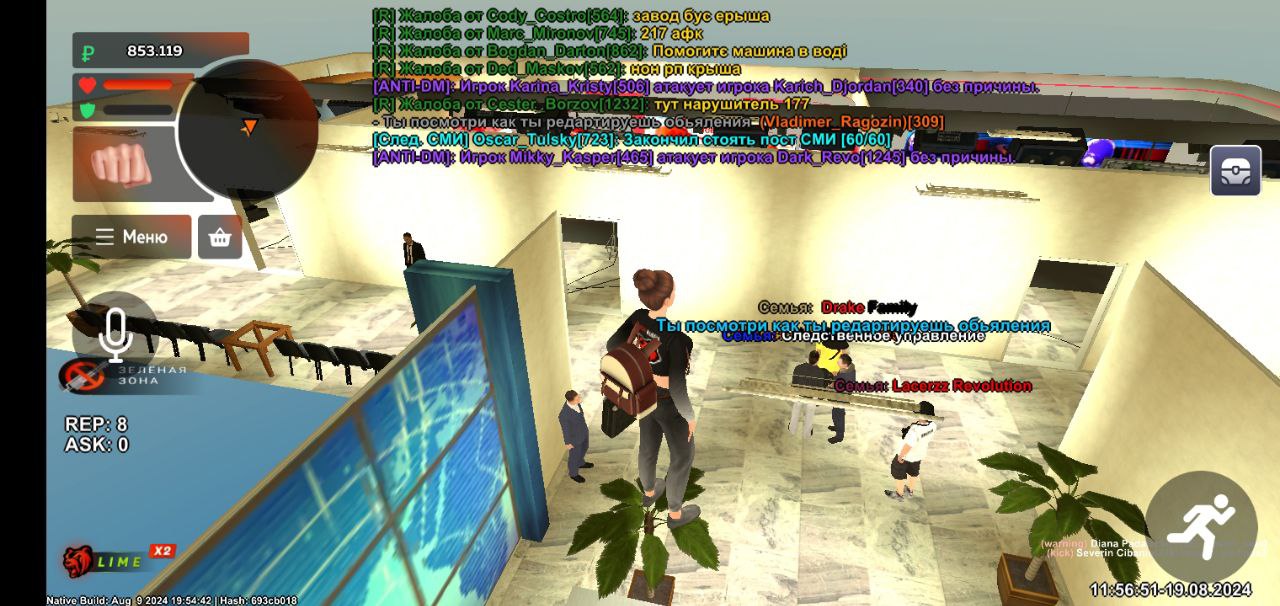 [R] Жалоба от Cody_Costro[564]: завод бус ерыша
[R] Жалоба от Marc_Mironov[745]: 217 афк
[R] Жалоба от Bogdan_Darton[862]: Помогитє машина в воді
[R] Жалоба от Ded_Maskov[562]: нон рп крыша
[ANTI-DM]: Игрок Karina_Kristy[506] атакует игрока Karich_Djordan[340] без причины.
[R] Жалоба от Cester_Borzov[1232]: тут нарушитель 177
- Ты посмотри как ты редартируешь обьяления (Vladimer_Ragozin)[309]
[След. СМИ] Oscar_Tulsky[723]: Закончил стоять пост СМИ [60/60]
[ANTI-DM]: Игрок Mikky_Kasper[465] атакует игрока Dark_Revo[1245] без причины.
₽ 853.119
Меню
Семья: Drake Family
Ты посмотри как ты редартируешь обьяления
Семья: Следственное управление
Семья: Lacerzz Revolution
ЗЕЛЁНАЯ
ЗОНА
REP: 8
ASK: 0
LIME X2
(warning) Diana
(kick) Severin
11:56:51-19.08.2024
Native Build: Aug 9 2024 19:54:42 | Hash: 693cb018